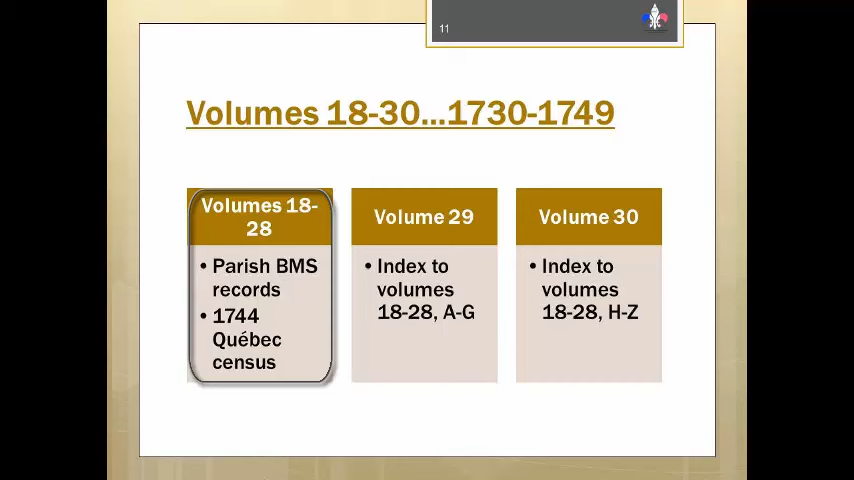 11
Volumes 18-30...1730-1749
Volumes 18-
28
• Parish BMS
records
• 1744
Québec
census
Volume 29
• Index to
volumes
18-28, A-G
Volume 30
• Index to
volumes
18-28, H-Z